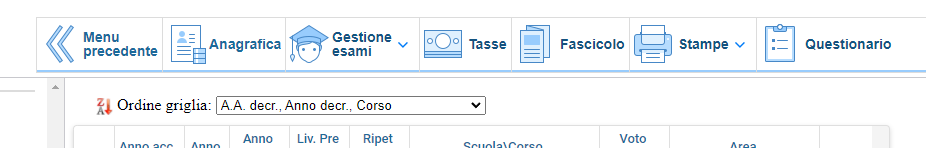 Menu precedente
Anagrafica
Gestione esami
Tasse
Fascicolo
Stampe
Questionario
Ordine griglia: A.A. decr., Anno decr., Corso
Anno acc Anno Anno Liv. Pre Ripet Scuola\Corso Voto Area